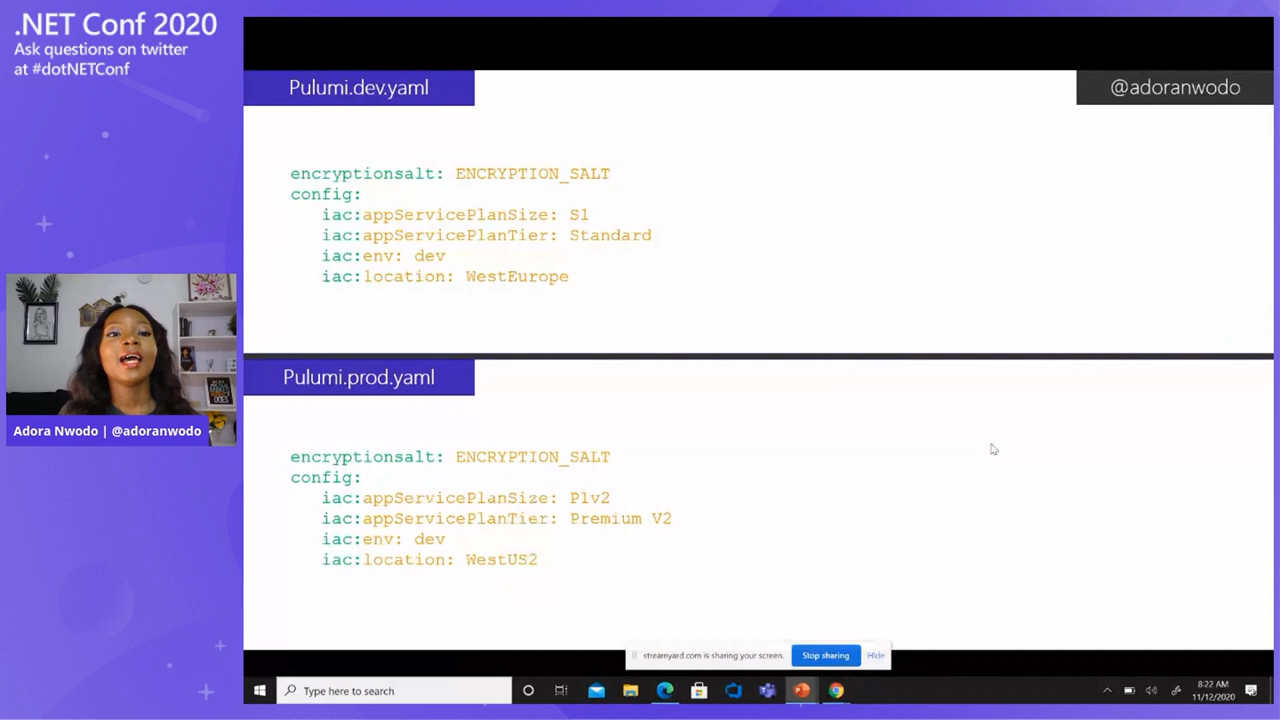 .NET Conf 2020
Ask questions on twitter
at #dotNETConf
Pulumi.dev.yaml
@adoranwodo
encryptionsalt: ENCRYPTION_SALT
config:
iac:appServicePlanSize: S1
iac:appServicePlanTier: Standard
iac:env: dev
iac:location: WestEurope
Adora Nwodo | @adoranwodo
Pulumi.prod.yaml
encryptionsalt: ENCRYPTION_SALT
config:
iac:appServicePlanSize: P1v2
iac:appServicePlanTier: Premium V2
iac:env: dev
iac:location: WestUS2
streamyard.com is sharing your screen.
Stop sharing
Hide
Type here to search
8:22 AM
11/12/2020